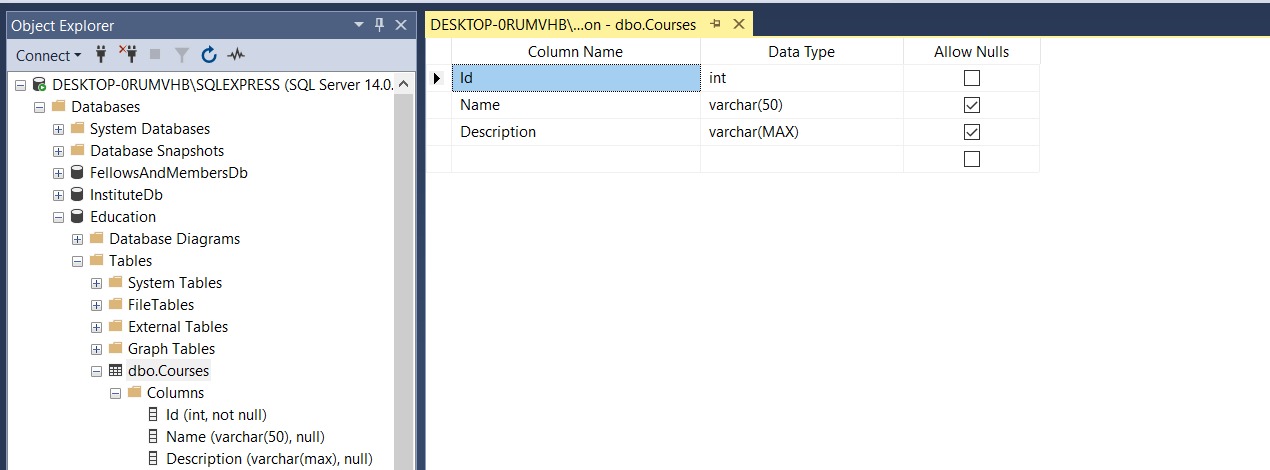 Object Explorer
Connect
DESKTOP-0RUMVHB\SQLEXPRESS (SQL Server 14.0.
Databases
System Databases
Database Snapshots
FellowsAndMembersDb
InstituteDb
Education
Database Diagrams
Tables
System Tables
FileTables
External Tables
Graph Tables
dbo.Courses
Columns
Id (int, not null)
Name (varchar(50), null)
Description (varchar(max), null)
DESKTOP-0RUMVHB\...on - dbo.Courses
Column Name Data Type Allow Nulls
Id int
Name varchar(50)
Description varchar(MAX)